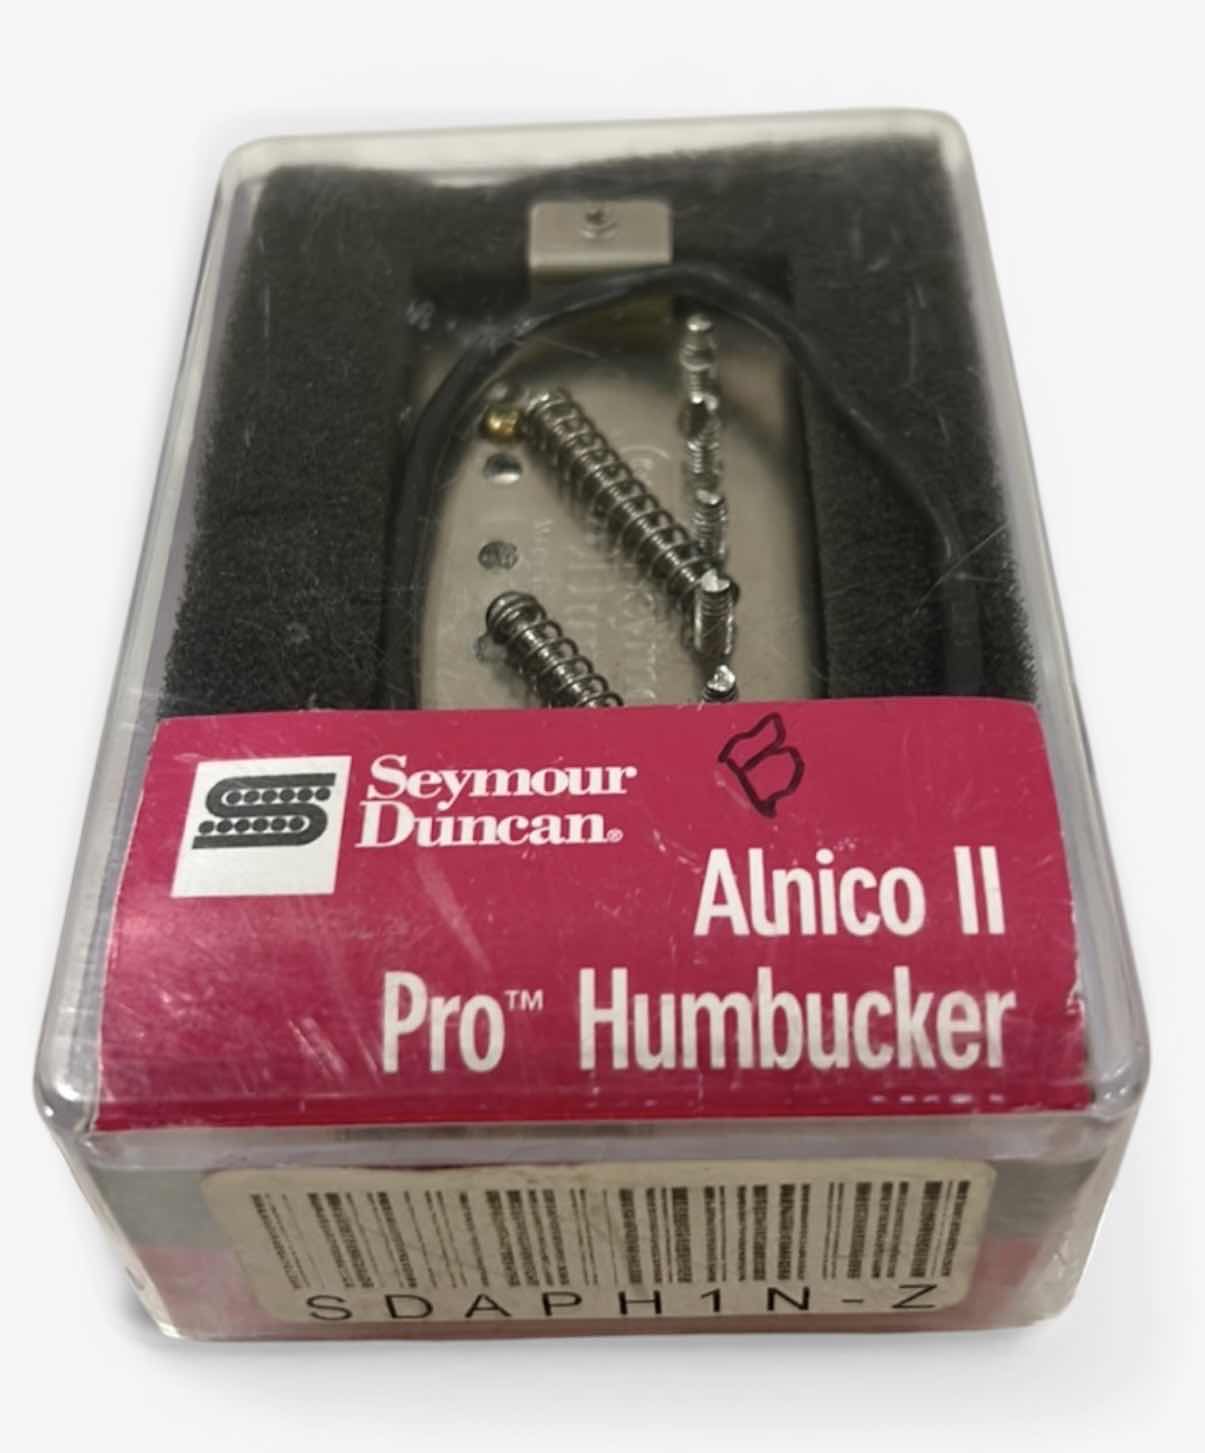 Seymour
Duncan®
B
Alnico II
Pro™ Humbucker
SDAPH1N-Z